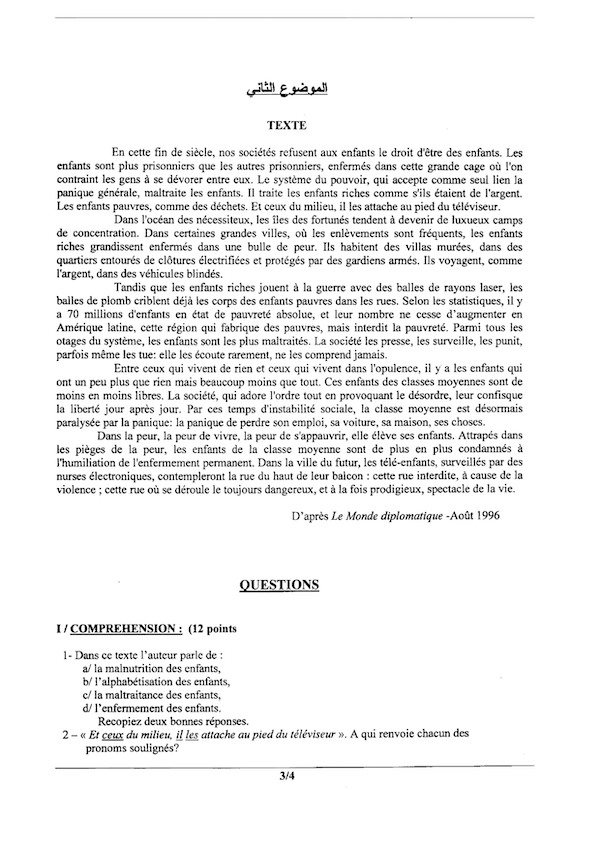 الموضوع الثاني
TEXTE
En cette fin de siècle, nos sociétés refusent aux enfants le droit d'être des enfants. Les
enfants sont plus prisonniers que les autres prisonniers, enfermés dans cette grande cage où l'on
contraint les gens à se dévorer entre eux. Le système du pouvoir, qui accepte comme seul lien la
panique générale, maltraite les enfants. Il traite les enfants riches comme s'ils étaient de l'argent.
Les enfants pauvres, comme des déchets. Et ceux du milieu, il les attache au pied du téléviseur.
Dans l'océan des nécessiteux, les îles des fortunés tendent à devenir de luxueux camps
de concentration. Dans certaines grandes villes, où les enlèvements sont fréquents, les enfants
riches grandissent enfermés dans une bulle de peur. Ils habitent des villas murées, dans des
quartiers entourés de clôtures électrifiées et protégés par des gardiens armés. Ils voyagent, comme
l'argent, dans des véhicules blindés.
Tandis que les enfants riches jouent à la guerre avec des balles de rayons laser, les
balles de plomb criblent déjà les corps des enfants pauvres dans les rues. Selon les statistiques, il y
a 70 millions d'enfants en état de pauvreté absolue, et leur nombre ne cesse d'augmenter en
Amérique latine, cette région qui fabrique des pauvres, mais interdit la pauvreté. Parmi tous les
otages du système, les enfants sont les plus maltraités. La société les presse, les surveille, les punit,
parfois même les tue: elle les écoute rarement, ne les comprend jamais.
Entre ceux qui vivent de rien et ceux qui vivent dans l'opulence, il y a les enfants qui
ont un peu plus que rien mais beaucoup moins que tout. Ces enfants des classes moyennes sont de
moins en moins libres. La société, qui adore l'ordre tout en provoquant le désordre, leur confisque
la liberté jour après jour. Par ces temps d'instabilité sociale, la classe moyenne est désormais
paralysée par la panique: la panique de perdre son emploi, sa voiture, sa maison, ses choses.
Dans la peur, la peur de vivre, la peur de s'appauvrir, elle élève ses enfants. Attrapés dans
les pièges de la peur, les enfants de la classe moyenne sont de plus en plus condamnés à
l'humiliation de l'enfermement permanent. Dans la ville du futur, les télé-enfants, surveillés par des
nurses électroniques, contempleront la rue du haut de leur balcon : cette rue interdite, à cause de la
violence ; cette rue où se déroule le toujours dangereux, et à la fois prodigieux, spectacle de la vie.
D'après Le Monde diplomatique -Août 1996
QUESTIONS
I / COMPREHENSION : (12 points
1- Dans ce texte l'auteur parle de :
a/ la malnutrition des enfants,
b/ l'alphabétisation des enfants,
c/ la maltraitance des enfants,
d/ l'enfermement des enfants.
Recopiez deux bonnes réponses.
2 – « Et ceux du milieu, il les attache au pied du téléviseur ». A qui renvoie chacun des
pronoms soulignés?
3/4